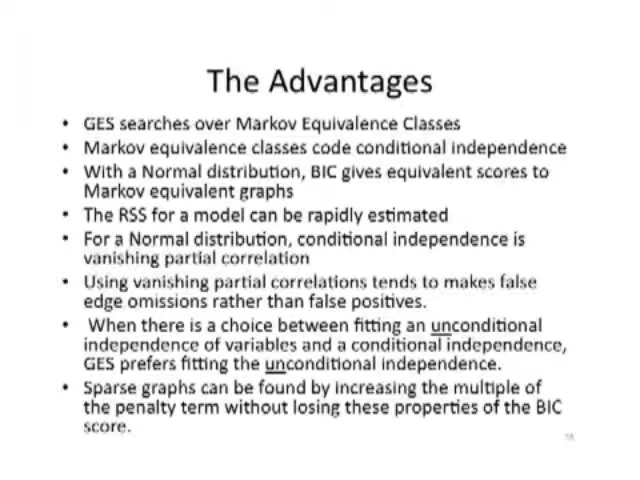 The Advantages
• GES searches over Markov Equivalence Classes
• Markov equivalence classes code conditional independence
• With a Normal distribution, BIC gives equivalent scores to
Markov equivalent graphs
• The RSS for a model can be rapidly estimated
• For a Normal distribution, conditional independence is
vanishing partial correlation
• Using vanishing partial correlations tends to makes false
edge omissions rather than false positives.
• When there is a choice between fitting an unconditional
independence of variables and a conditional independence,
GES prefers fitting the unconditional independence.
• Sparse graphs can be found by increasing the multiple of
the penalty term without losing these properties of the BIC
score.